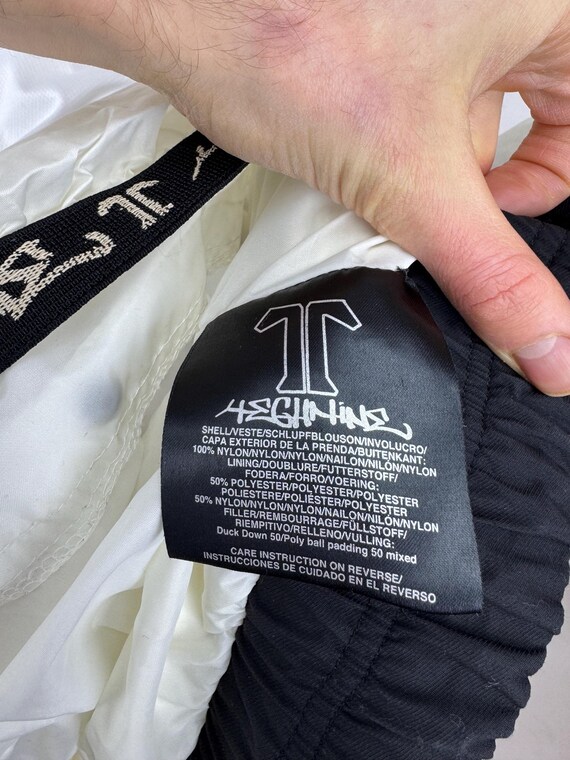 TECHNINE
SHELL/VESTE/SCHLUPFBLOUSON/INVOLUCRO/
CAPA EXTERIOR DE LA PRENDA/BUITENKANT:
100% NYLON/NYLON/NYLON/NAILON/NILÓN/NYLON
LINING/DOUBLURE/FUTTERSTOFF/
FODERA/FORRO/VOERING:
50% POLYESTER/POLYESTER/POLYESTER
POLIESTERE/POLIÉSTER/POLYESTER
50% NYLON/NYLON/NYLON/NAILON/NILÓN/NYLON
FILLER/REMBOURRAGE/FÜLLSTOFF/
RIEMPITIVO/RELLENO/VULLING:
Duck Down 50/Poly ball padding 50 mixed
CARE INSTRUCTION ON REVERSE/
INSTRUCCIONES DE CUIDADO EN EL REVERSO